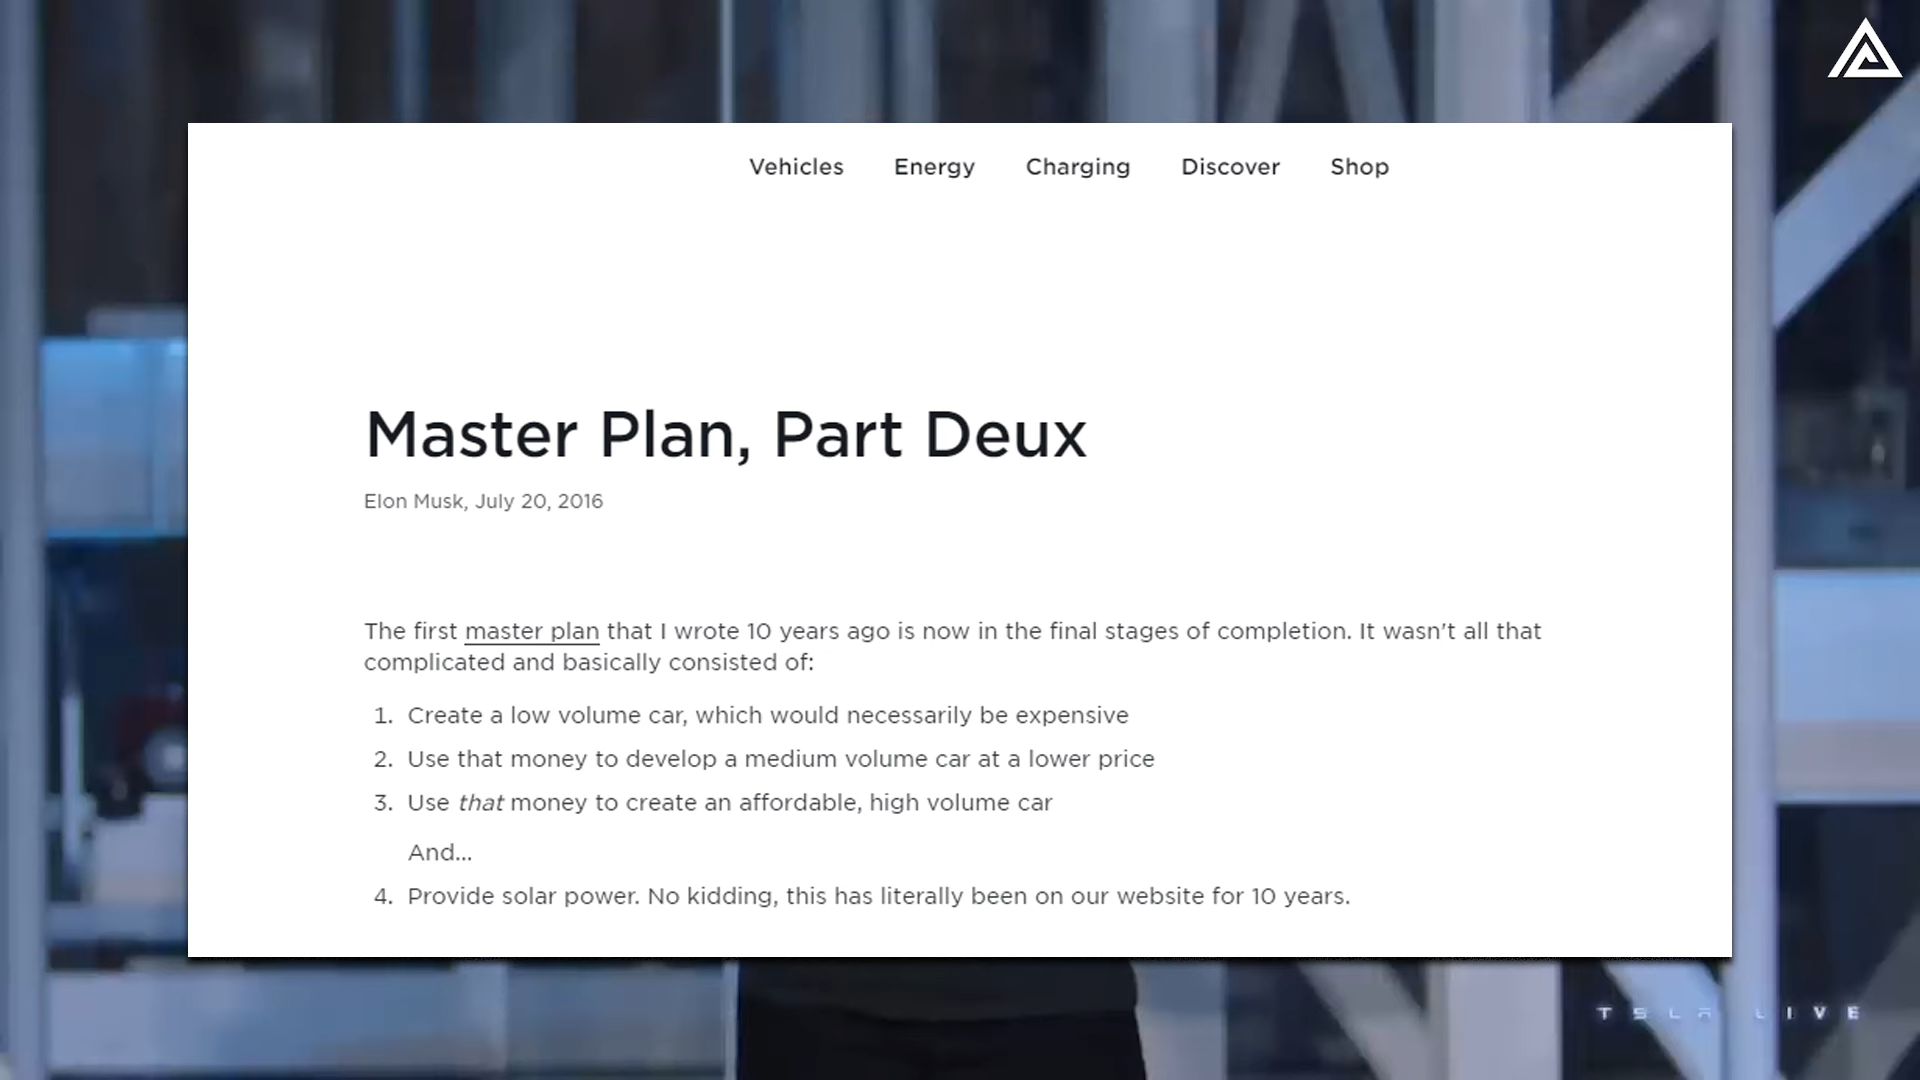 Vehicles Energy Charging Discover Shop
Master Plan, Part Deux
Elon Musk, July 20, 2016
The first master plan that I wrote 10 years ago is now in the final stages of completion. It wasn't all that
complicated and basically consisted of:
1. Create a low volume car, which would necessarily be expensive
2. Use that money to develop a medium volume car at a lower price
3. Use that money to create an affordable, high volume car
And...
4. Provide solar power. No kidding, this has literally been on our website for 10 years.
TSLA LIVE